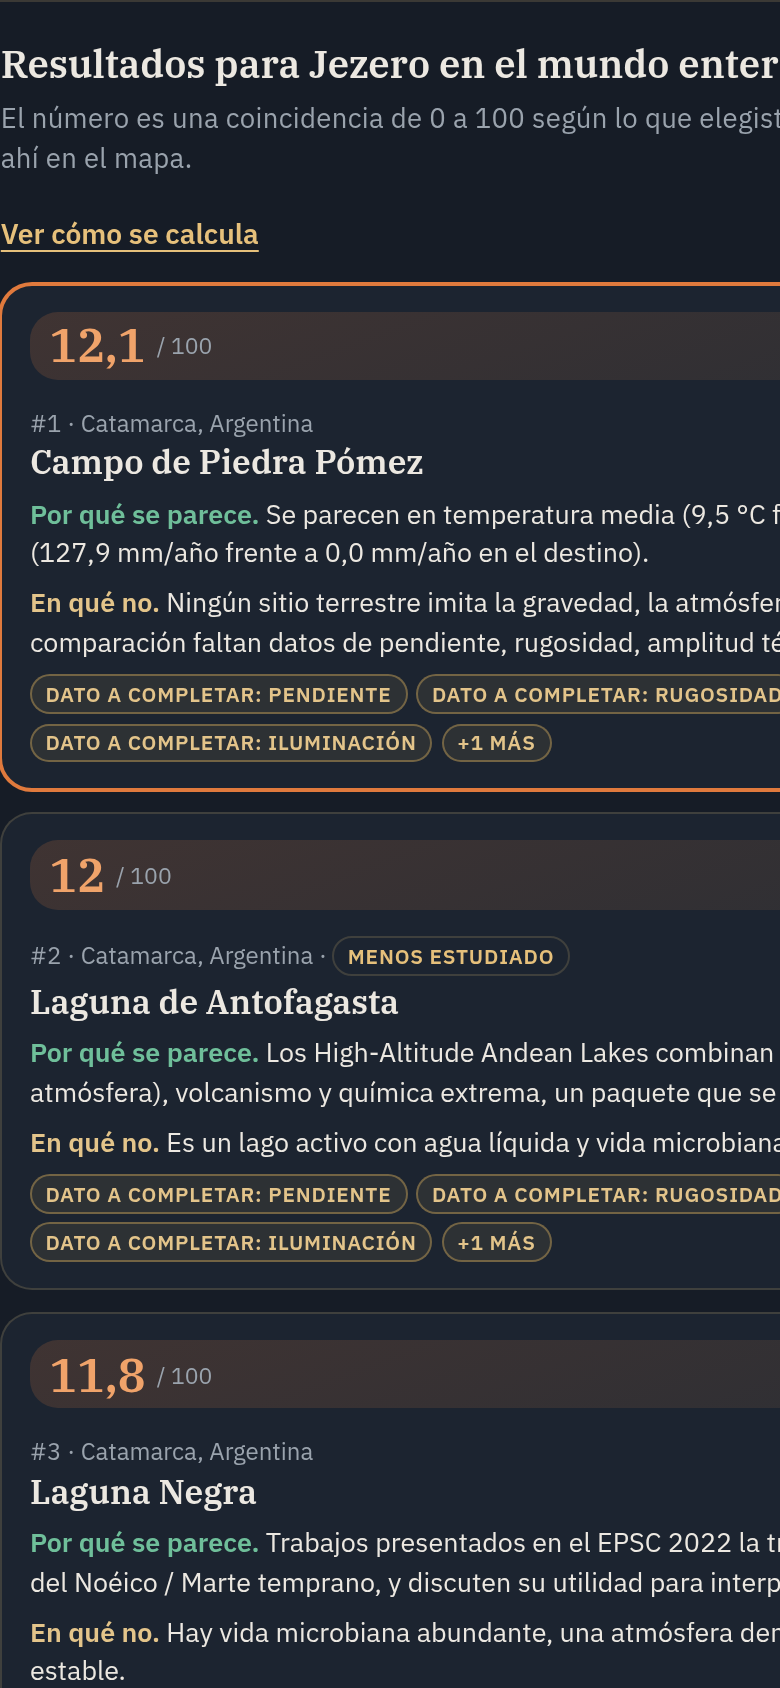 Resultados para Jezero en el mundo enter
El número es una coincidencia de 0 a 100 según lo que elegist
ahí en el mapa.
Ver cómo se calcula
12,1 / 100
#1 · Catamarca, Argentina
Campo de Piedra Pómez
Por qué se parece. Se parecen en temperatura media (9,5 °C f
(127,9 mm/año frente a 0,0 mm/año en el destino).
En qué no. Ningún sitio terrestre imita la gravedad, la atmósfer
comparación faltan datos de pendiente, rugosidad, amplitud té
DATO A COMPLETAR: PENDIENTE DATO A COMPLETAR: RUGOSIDAD
DATO A COMPLETAR: ILUMINACIÓN +1 MÁS
12 / 100
#2 · Catamarca, Argentina · MENOS ESTUDIADO
Laguna de Antofagasta
Por qué se parece. Los High-Altitude Andean Lakes combinan
atmósfera), volcanismo y química extrema, un paquete que se
En qué no. Es un lago activo con agua líquida y vida microbiana
DATO A COMPLETAR: PENDIENTE DATO A COMPLETAR: RUGOSIDAD
DATO A COMPLETAR: ILUMINACIÓN +1 MÁS
11,8 / 100
#3 · Catamarca, Argentina
Laguna Negra
Por qué se parece. Trabajos presentados en el EPSC 2022 la tr
del Noéico / Marte temprano, y discuten su utilidad para interp
En qué no. Hay vida microbiana abundante, una atmósfera den
estable.